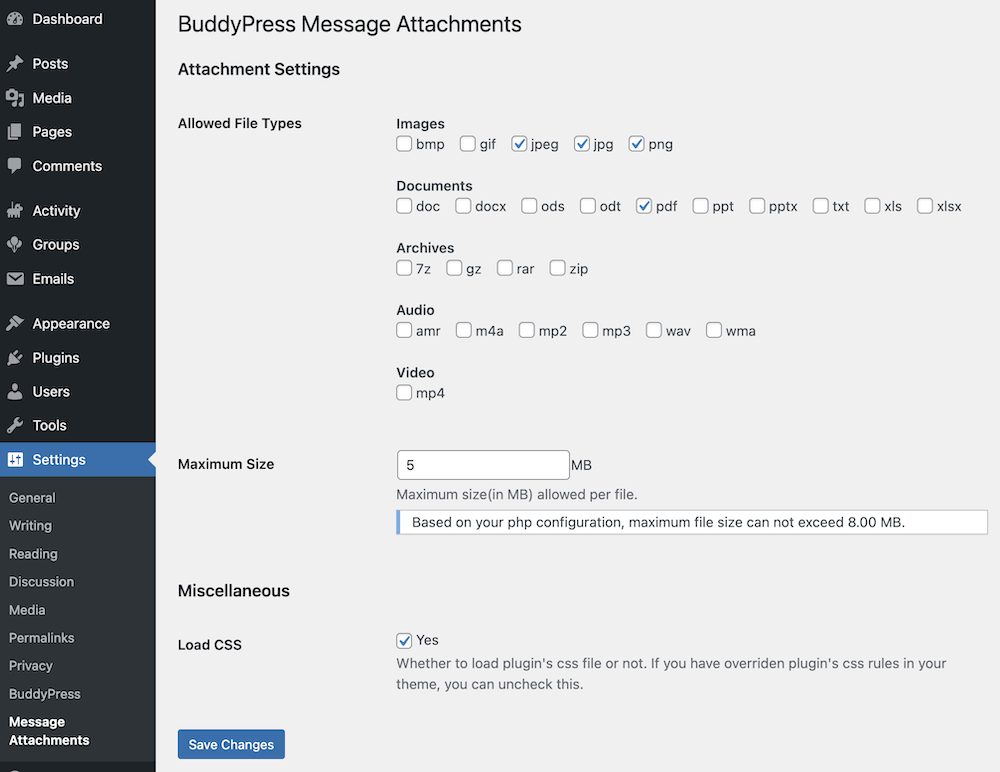 Dashboard
Posts
Media
Pages
Comments
Activity
Groups
Emails
Appearance
Plugins
Users
Tools
Settings
General
Writing
Reading
Discussion
Media
Permalinks
Privacy
BuddyPress
Message
Attachments
BuddyPress Message Attachments
Attachment Settings
Allowed File Types
Images
bmp gif jpeg jpg png
Documents
doc docx ods odt pdf ppt pptx txt xls xlsx
Archives
7z gz rar zip
Audio
amr m4a mp2 mp3 wav wma
Video
mp4
Maximum Size
5 MB
Maximum size(in MB) allowed per file.
Based on your php configuration, maximum file size can not exceed 8.00 MB.
Miscellaneous
Load CSS
Yes
Whether to load plugin's css file or not. If you have overriden plugin's css rules in your
theme, you can uncheck this.
Save Changes